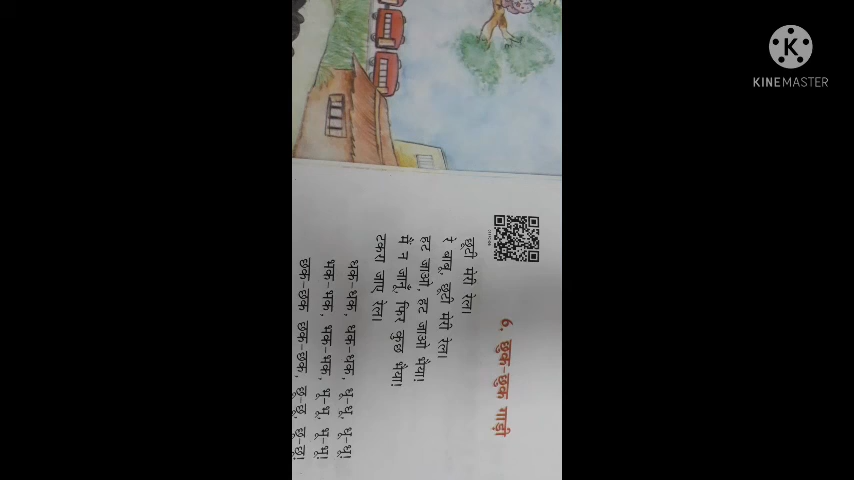 KINEMASTER
6. छुक-छुक गाड़ी
छूटी मेरी रेल।
रे बाबू, छूटी मेरी रेल।
हट जाओ, हट जाओ भैया!
मैं न जानूँ, फिर कुछ भैया!
टकरा जाए रेल।
धक-धक, धक-धक, धू-धू, धू-धू!
भक-भक, भक-भक, भू-भू, भू-भू!
छक-छक छक-छक, छू-छू, छू-छू!